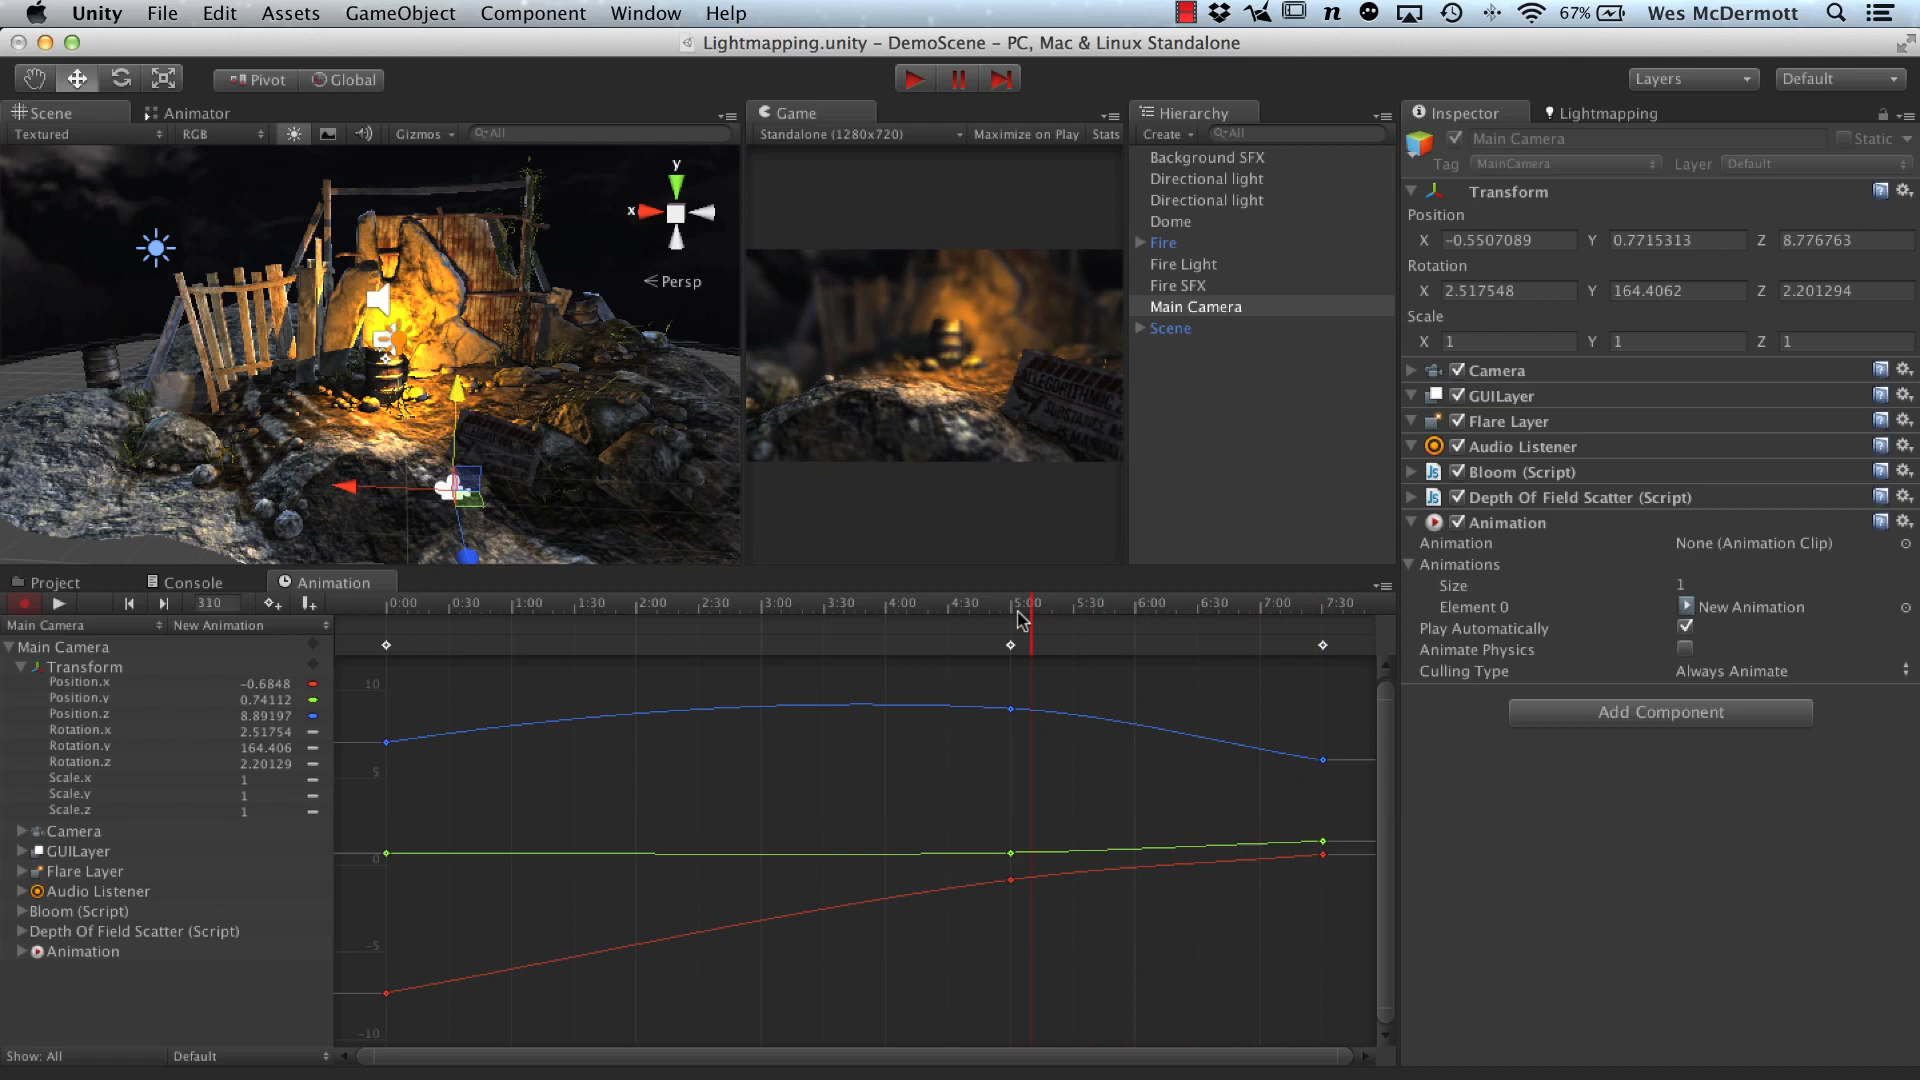 Unity File Edit Assets GameObject Component Window Help 67% Wes McDermott
Lightmapping.unity – DemoScene – PC, Mac & Linux Standalone
Pivot Global Layers Default
Scene Animator
Textured RGB Gizmos All
y
x
Persp
Game
Standalone (1280x720) Maximize on Play Stats
ALLEGORITHMIC
SUBSTANCE
Hierarchy
Create All
Background SFX
Directional light
Directional light
Dome
Fire
Fire Light
Fire SFX
Main Camera
Scene
Inspector Lightmapping
Main Camera Static
Tag MainCamera Layer Default
Transform
Position
X -0.5507089 Y 0.7715313 Z 8.776763
Rotation
X 2.517548 Y 164.4062 Z 2.201294
Scale
X 1 Y 1 Z 1
Camera
GUILayer
Flare Layer
Audio Listener
Bloom (Script)
Depth Of Field Scatter (Script)
Animation
Animation None (Animation Clip)
Animations
Size 1
Element 0 New Animation
Play Automatically
Animate Physics
Culling Type Always Animate
Add Component
Project Console Animation
310 0:00 0:30 1:00 1:30 2:00 2:30 3:00 3:30 4:00 4:30 5:00 5:30 6:00 6:30 7:00 7:30
Main Camera New Animation
Main Camera
Transform
Position.x -0.6848
Position.y 0.74112
Position.z 8.89197
Rotation.x 2.51754
Rotation.y 164.406
Rotation.z 2.20129
Scale.x 1
Scale.y 1
Scale.z 1
Camera
GUILayer
Flare Layer
Audio Listener
Bloom (Script)
Depth Of Field Scatter (Script)
Animation
10
5
0
-5
-10
Show: All Default